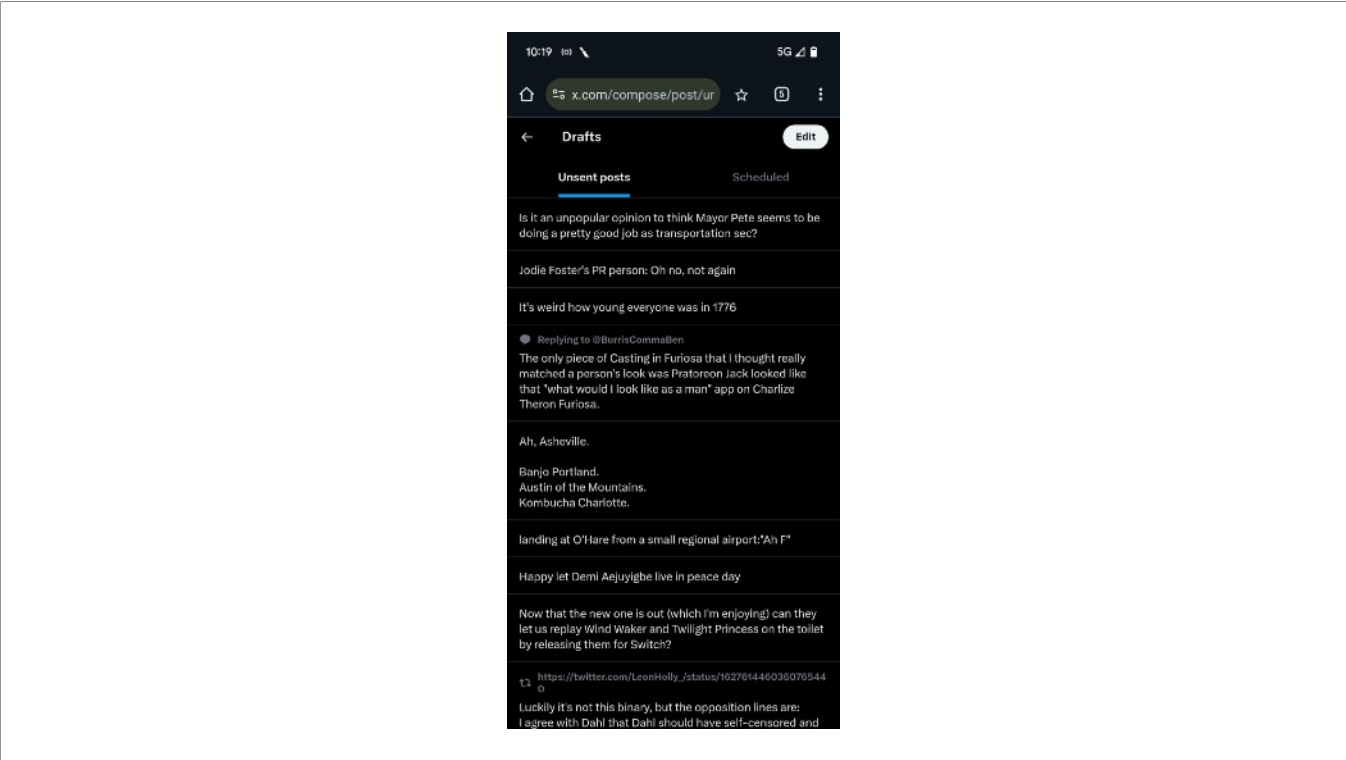 10:19
5G
x.com/compose/post/ur
5
Drafts
Edit
Unsent posts
Scheduled
Is it an unpopular opinion to think Mayor Pete seems to be
doing a pretty good job as transportation sec?
Jodie Foster's PR person: Oh no, not again
It's weird how young everyone was in 1776
Replying to @BurrisCommaBen
The only piece of Casting in Furiosa that I thought really
matched a person's look was Pratoreon Jack looked like
that "what would I look like as a man" app on Charlize
Theron Furiosa.
Ah, Asheville.
Banjo Portland.
Austin of the Mountains.
Kombucha Charlotte.
landing at O'Hare from a small regional airport:"Ah F"
Happy let Demi Aejuyigbe live in peace day
Now that the new one is out (which I'm enjoying) can they
let us replay Wind Waker and Twilight Princess on the toilet
by releasing them for Switch?
https://twitter.com/LeonHolly_/status/162761446036076544
0
Luckily it's not this binary, but the opposition lines are:
I agree with Dahl that Dahl should have self-censored and